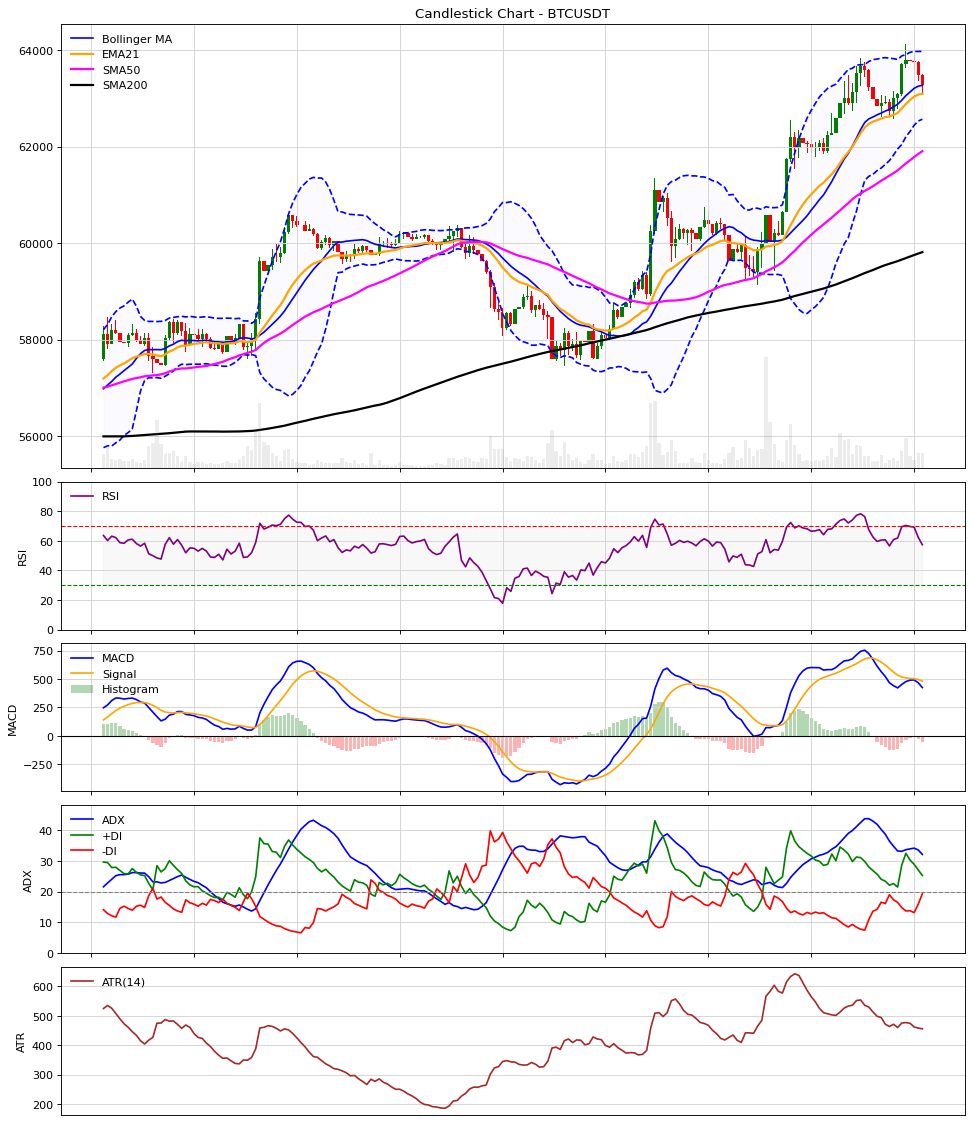 Candlestick Chart - BTCUSDT
Bollinger MA
EMA21
SMA50
SMA200
64000
62000
60000
58000
56000
RSI
RSI
100
80
60
40
20
0
MACD
Signal
Histogram
MACD
750
500
250
0
−250
ADX
+DI
-DI
ADX
40
30
20
10
0
ATR(14)
ATR
600
500
400
300
200